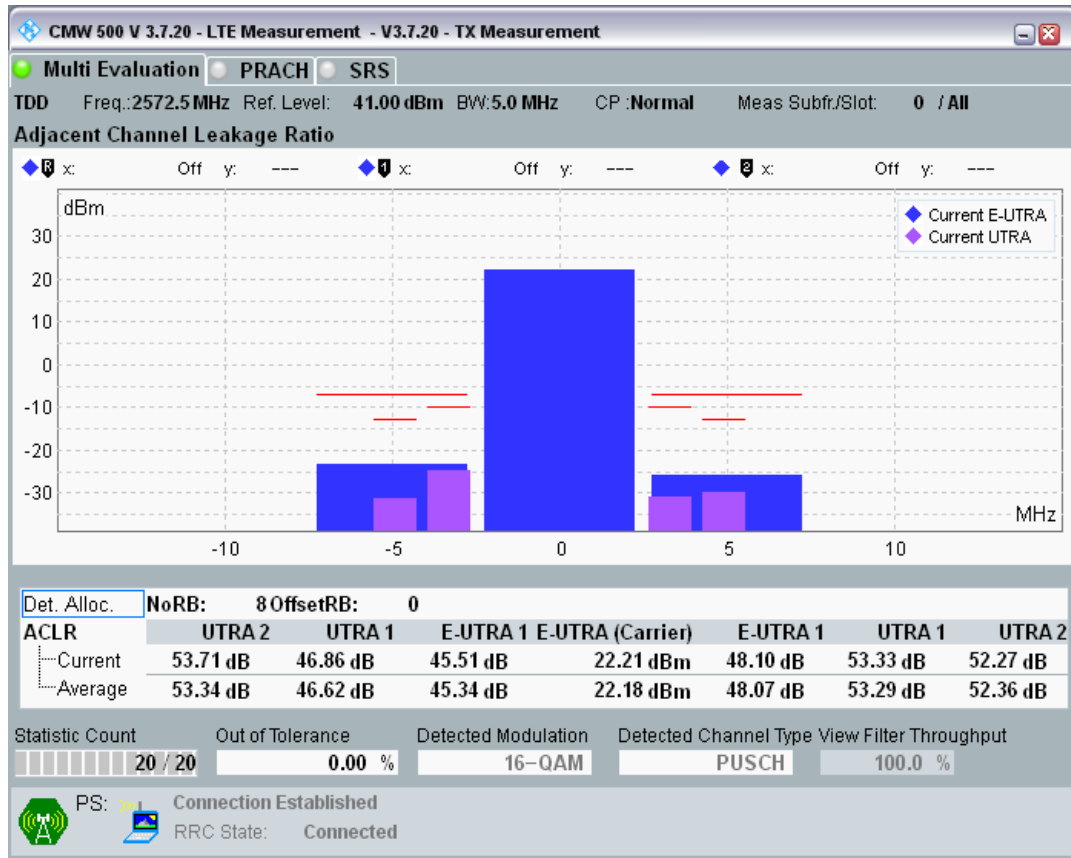 CMW 500 V 3.7.20 - LTE Measurement - V3.7.20 - TX Measurement
Multi Evaluation PRACH SRS
TDD Freq.:2572.5 MHz Ref. Level: 41.00 dBm BW:5.0 MHz CP :Normal Meas Subfr./Slot: 0 / All
Adjacent Channel Leakage Ratio
R x: Off y: --- 1 x: Off y: --- 2 x: Off y: ---
dBm
Current E-UTRA
Current UTRA
30
20
10
0
-10
-20
-30
MHz
-10 -5 0 5 10
Det. Alloc. NoRB: 8 OffsetRB: 0
ACLR UTRA 2 UTRA 1 E-UTRA 1 E-UTRA (Carrier) E-UTRA 1 UTRA 1 UTRA 2
Current 53.71 dB 46.86 dB 45.51 dB 22.21 dBm 48.10 dB 53.33 dB 52.27 dB
Average 53.34 dB 46.62 dB 45.34 dB 22.18 dBm 48.07 dB 53.29 dB 52.36 dB
Statistic Count Out of Tolerance Detected Modulation Detected Channel Type View Filter Throughput
20 / 20 0.00 % 16-QAM PUSCH 100.0 %
PS: Connection Established
RRC State: Connected